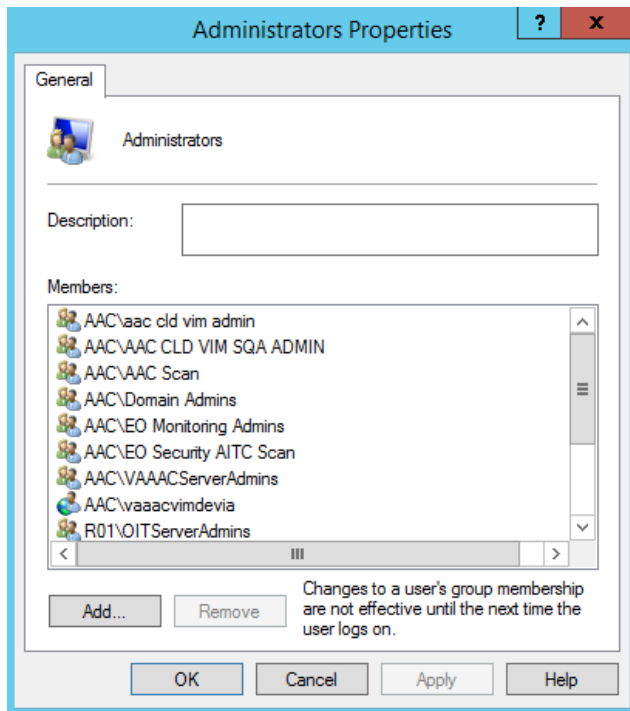 Administrators Properties
?
x
General
Administrators
Description:
Members:
AAC\aac cld vim admin
AAC\AAC CLD VIM SQA ADMIN
AAC\AAC Scan
AAC\Domain Admins
AAC\EO Monitoring Admins
AAC\EO Security AITC Scan
AAC\VAAACServerAdmins
AAC\vaaacvimdevia
R01\OITServerAdmins
Add...
Remove
Changes to a user's group membership
are not effective until the next time the
user logs on.
OK
Cancel
Apply
Help